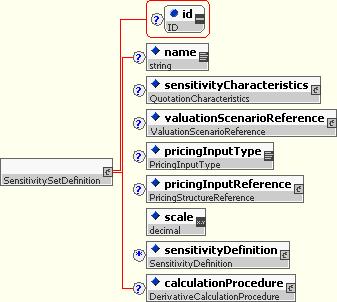 id
ID
name
string
sensitivityCharacteristics
QuotationCharacteristics
valuationScenarioReference
ValuationScenarioReference
pricingInputType
PricingInputType
SensitivitySetDefinition
pricingInputReference
PricingStructureReference
scale
decimal
sensitivityDefinition
SensitivityDefinition
calculationProcedure
DerivativeCalculationProcedure